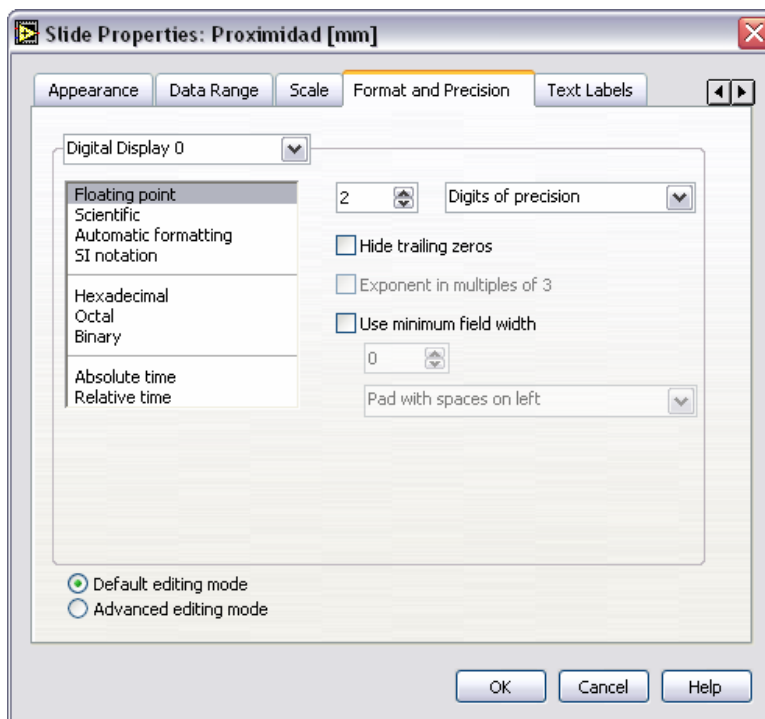 Slide Properties: Proximidad [mm]
Appearance Data Range Scale Format and Precision Text Labels
Digital Display 0
Floating point
Scientific
Automatic formatting
SI notation
Hexadecimal
Octal
Binary
Absolute time
Relative time
2 Digits of precision
Hide trailing zeros
Exponent in multiples of 3
Use minimum field width
0
Pad with spaces on left
Default editing mode
Advanced editing mode
OK Cancel Help